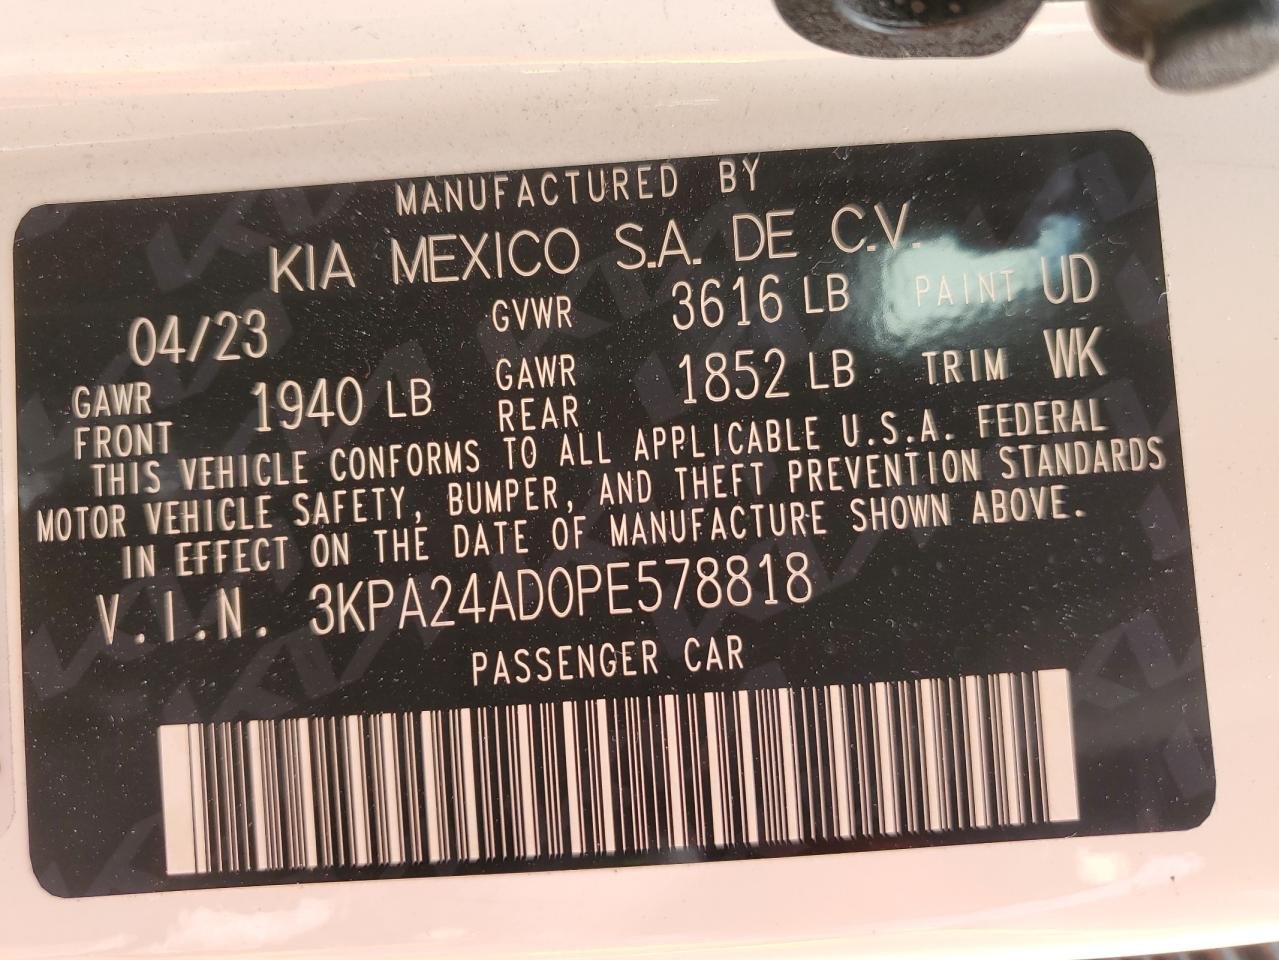 MANUFACTURED BY
KIA MEXICO S.A. DE C.V.
04/23 GVWR 3616 LB PAINT UD
GAWR FRONT 1940 LB GAWR REAR 1852 LB TRIM WK
THIS VEHICLE CONFORMS TO ALL APPLICABLE U.S.A. FEDERAL
MOTOR VEHICLE SAFETY, BUMPER, AND THEFT PREVENTION STANDARDS
IN EFFECT ON THE DATE OF MANUFACTURE SHOWN ABOVE.
V.I.N. 3KPA24AD0PE578818
PASSENGER CAR